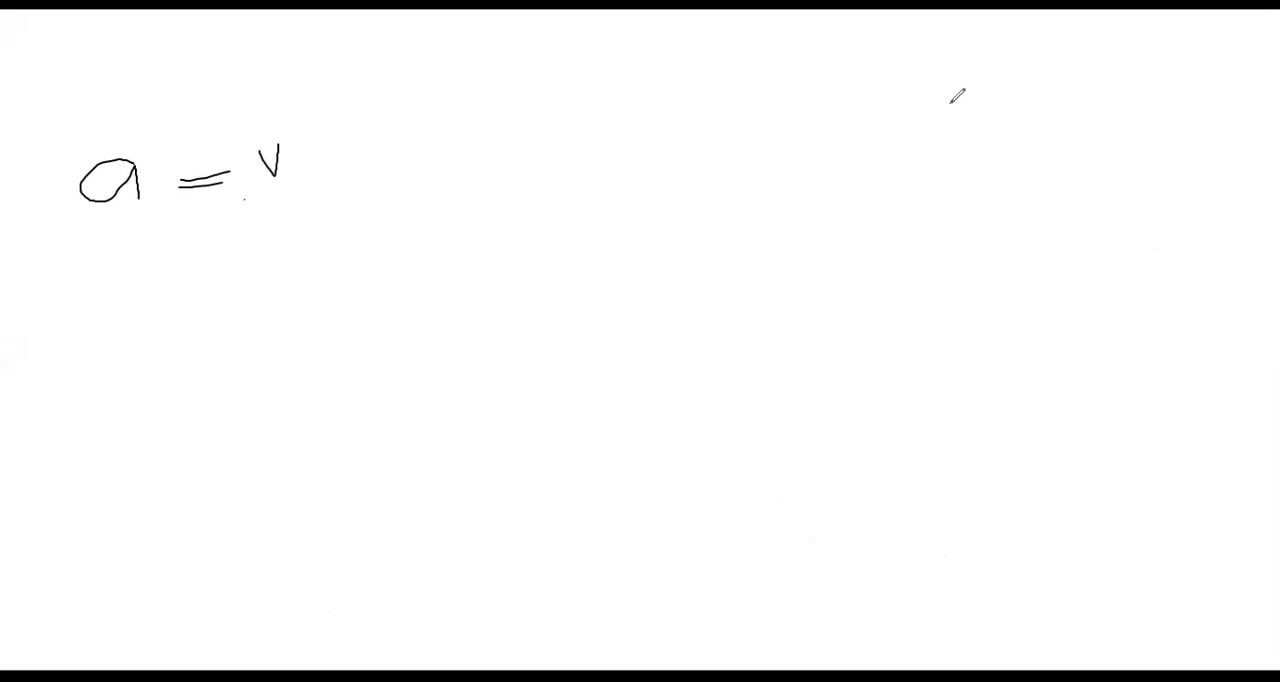 a = v